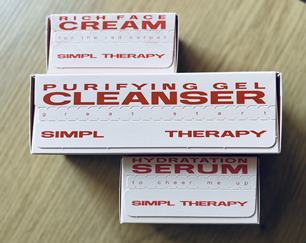 RICH FACE
CREAM
for the red carpet
SIMPL THERAPY
PURIFYING GEL
CLEANSER
great start
SIMPL THERAPY
HYDRATATION
SERUM
to cheer me up
SIMPL THERAPY